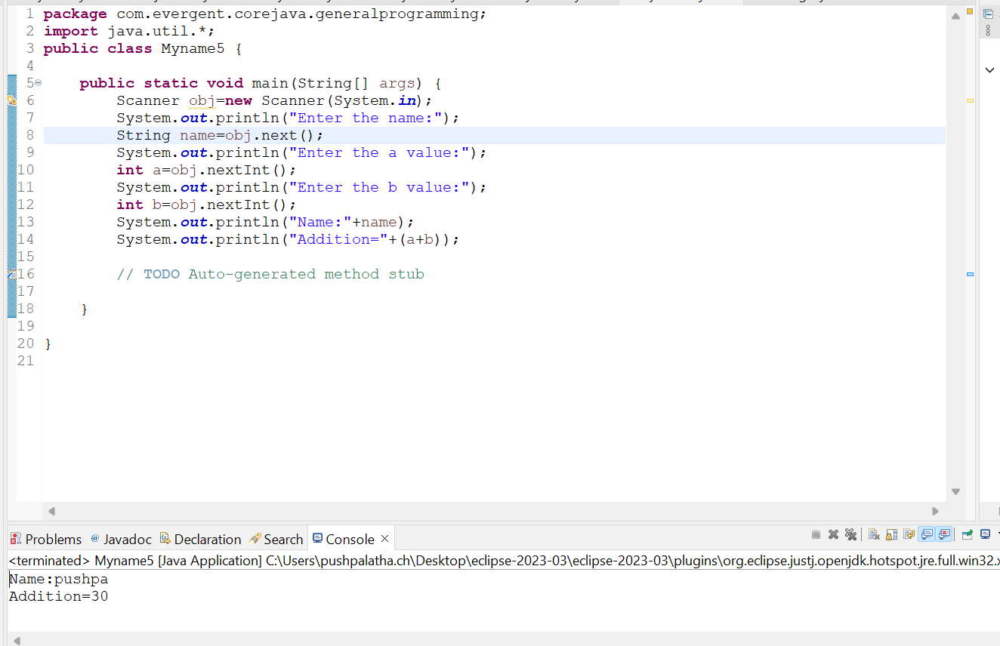 1 package com.evergent.corejava.generalprogramming;
2 import java.util.*;
3 public class Myname5 {
4
5 public static void main(String[] args) {
6 Scanner obj=new Scanner(System.in);
7 System.out.println("Enter the name:");
8 String name=obj.next();
9 System.out.println("Enter the a value:");
10 int a=obj.nextInt();
11 System.out.println("Enter the b value:");
12 int b=obj.nextInt();
13 System.out.println("Name:"+name);
14 System.out.println("Addition="+(a+b));
15
16 // TODO Auto-generated method stub
17
18 }
19
20 }
21
Problems @ Javadoc Declaration Search Console
<terminated> Myname5 [Java Application] C:\Users\pushpalatha.ch\Desktop\eclipse-2023-03\eclipse-2023-03\plugins\org.eclipse.justj.openjdk.hotspot.jre.full.win32.x
Name:pushpa
Addition=30